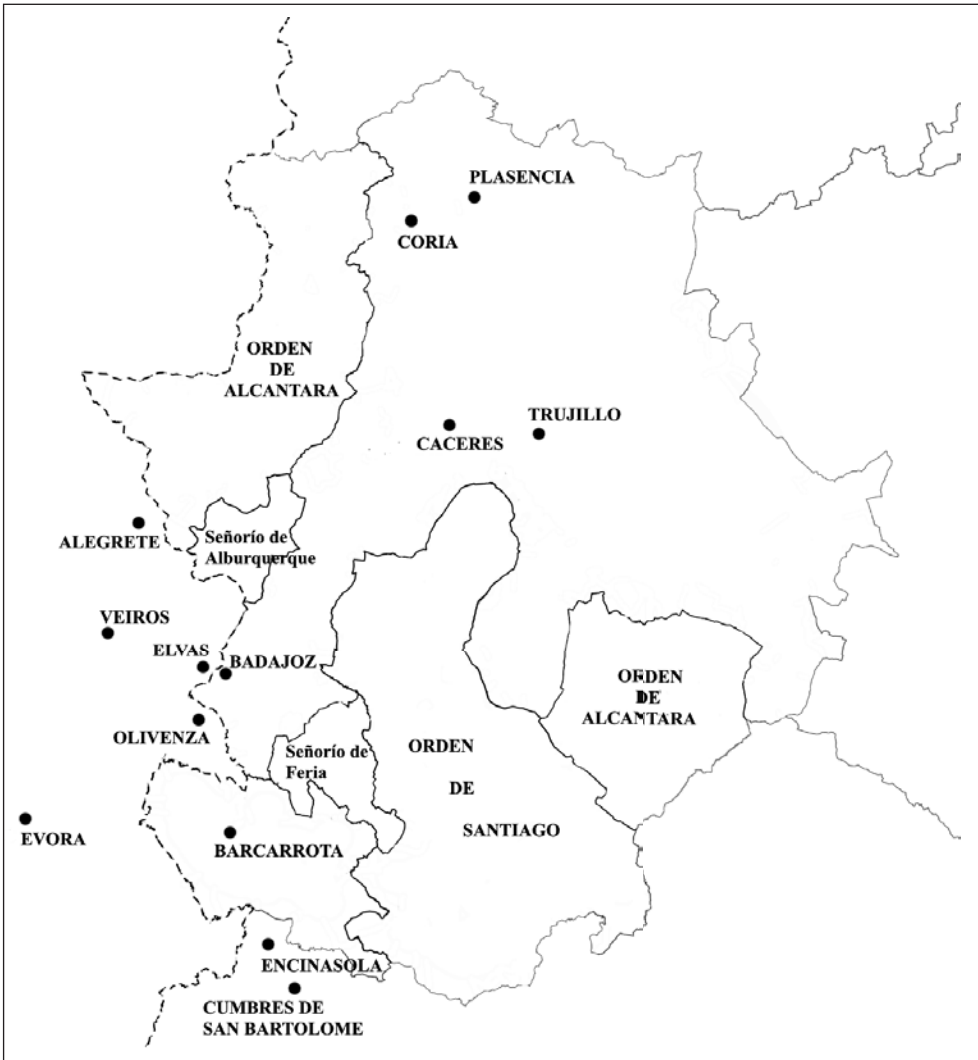 PLASENCIA
CORIA
ORDEN
DE
ALCANTARA
TRUJILLO
CACERES
ALEGRETE
Señorío de
Alburquerque
VEIROS
ELVAS
BADAJOZ
ORDEN
DE
ALCANTARA
OLIVENZA
Señorío de
Feria
ORDEN
DE
SANTIAGO
EVORA
BARCARROTA
ENCINASOLA
CUMBRES DE
SAN BARTOLOME